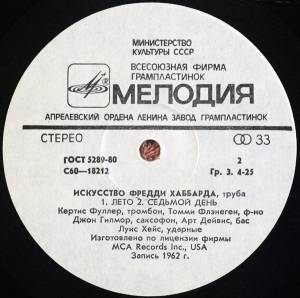 МИНИСТЕРСТВО
КУЛЬТУРЫ СССР
ВСЕСОЮЗНАЯ ФИРМА
ГРАМПЛАСТИНОК
МЕЛОДИЯ
АПРЕЛЕВСКИЙ ОРДЕНА ЛЕНИНА ЗАВОД ГРАМПЛАСТИНОК
СТЕРЕО 33
ГОСТ 5289-80 2
С60—18212 Гр. 3. 4-25
ИСКУССТВО ФРЕДДИ ХАББАРДА, труба
1. ЛЕТО 2. СЕДЬМОЙ ДЕНЬ
Кертис Фуллер, тромбон, Томми Флэнеген, ф-но
Джон Гилмор, саксофон, Арт Дейвис, бас
Луис Хейс, ударные
Изготовлено по лицензии фирмы
MCA Records Inc., USA
Запись 1962 г.